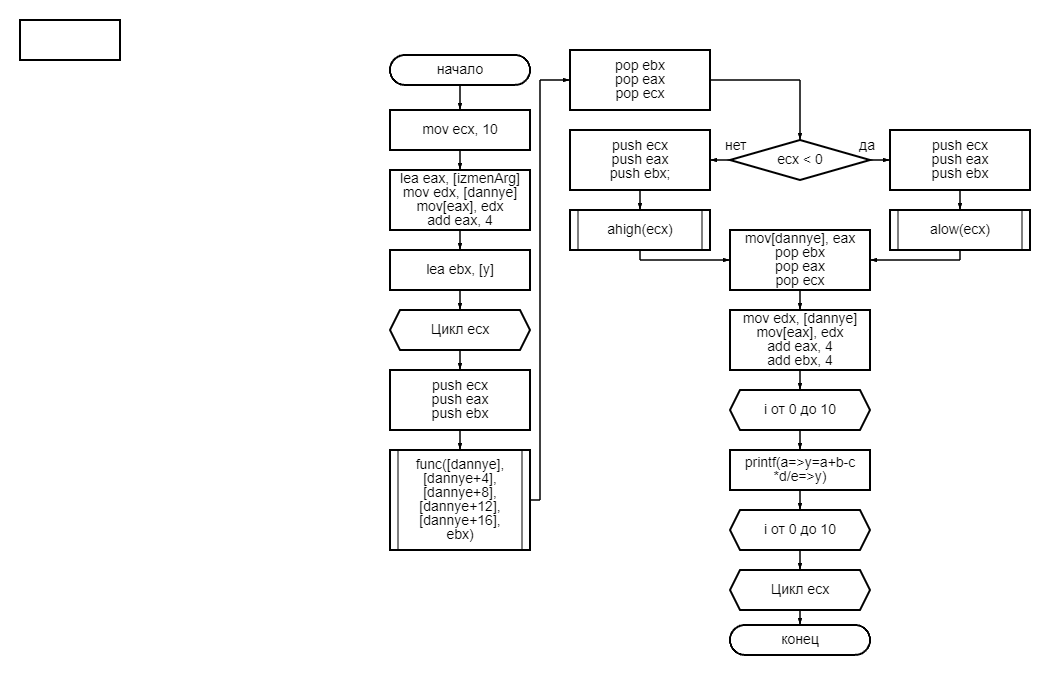 начало
mov ecx, 10
lea eax, [izmenArg]
mov edx, [dannye]
mov[eax], edx
add eax, 4
lea ebx, [y]
Цикл ecx
push ecx
push eax
push ebx
func([dannye],
[dannye+4],
[dannye+8],
[dannye+12],
[dannye+16],
ebx)
pop ebx
pop eax
pop ecx
ecx < 0
нет
да
push ecx
push eax
push ebx;
ahigh(ecx)
push ecx
push eax
push ebx
alow(ecx)
mov[dannye], eax
pop ebx
pop eax
pop ecx
mov edx, [dannye]
mov[eax], edx
add eax, 4
add ebx, 4
i от 0 до 10
printf(a=>y=a+b-c
*d/e=>y)
i от 0 до 10
Цикл ecx
конец